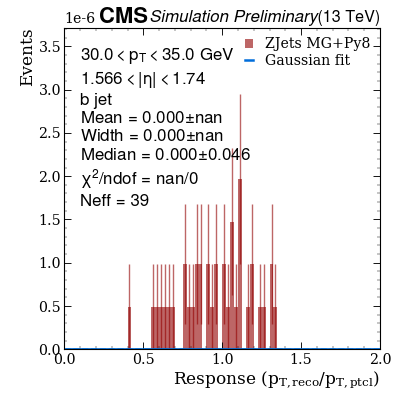 1e-6 CMS Simulation Preliminary (13 TeV)
Events
30.0 < pT < 35.0 GeV
1.566 < |η| < 1.74
b jet
Mean = 0.000±nan
Width = 0.000±nan
Median = 0.000±0.046
χ²/ndof = nan/0
Neff = 39
ZJets MG+Py8
Gaussian fit
3.5
3.0
2.5
2.0
1.5
1.0
0.5
0.0
0.0 0.5 1.0 1.5 2.0
Response (pT,reco/pT,ptcl)